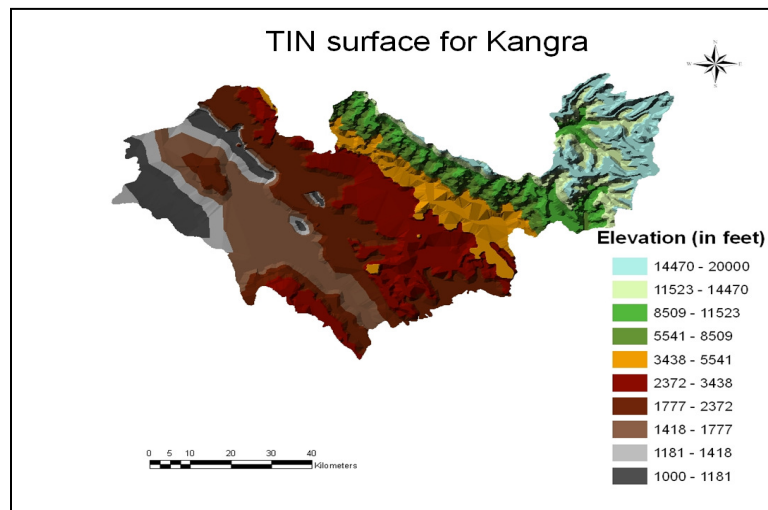 TIN surface for Kangra
N
W
E
S
Elevation (in feet)
14470 - 20000
11523 - 14470
8509 - 11523
5541 - 8509
3438 - 5541
2372 - 3438
1777 - 2372
1418 - 1777
1181 - 1418
1000 - 1181
0 5 10 20 30 40
Kilometers